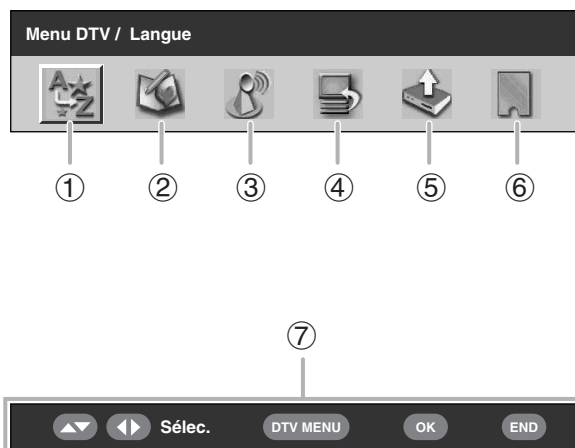 Menu DTV / Langue
A Z
① ② ③ ④ ⑤ ⑥
⑦
Sélec. DTV MENU OK END